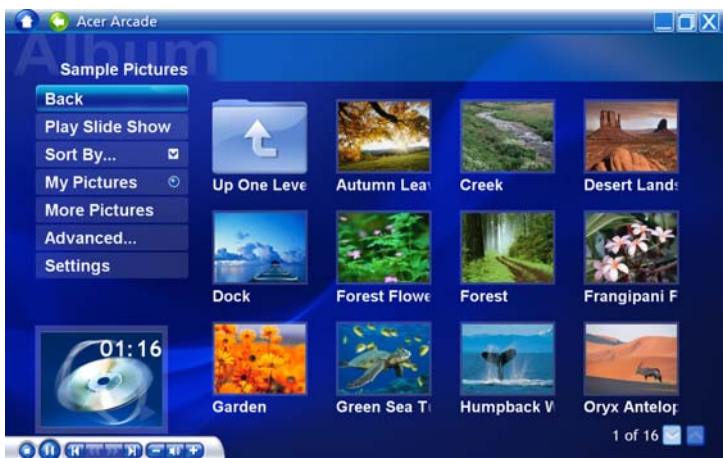 Acer Arcade
Album
Sample Pictures
Back
Play Slide Show
Sort By...
My Pictures
More Pictures
Advanced...
Settings
Up One Leve
Autumn Lea
Creek
Desert Lands
Dock
Forest Flowe
Forest
Frangipani F
Garden
Green Sea T
Humpback W
Oryx Antelop
01:16
1 of 16